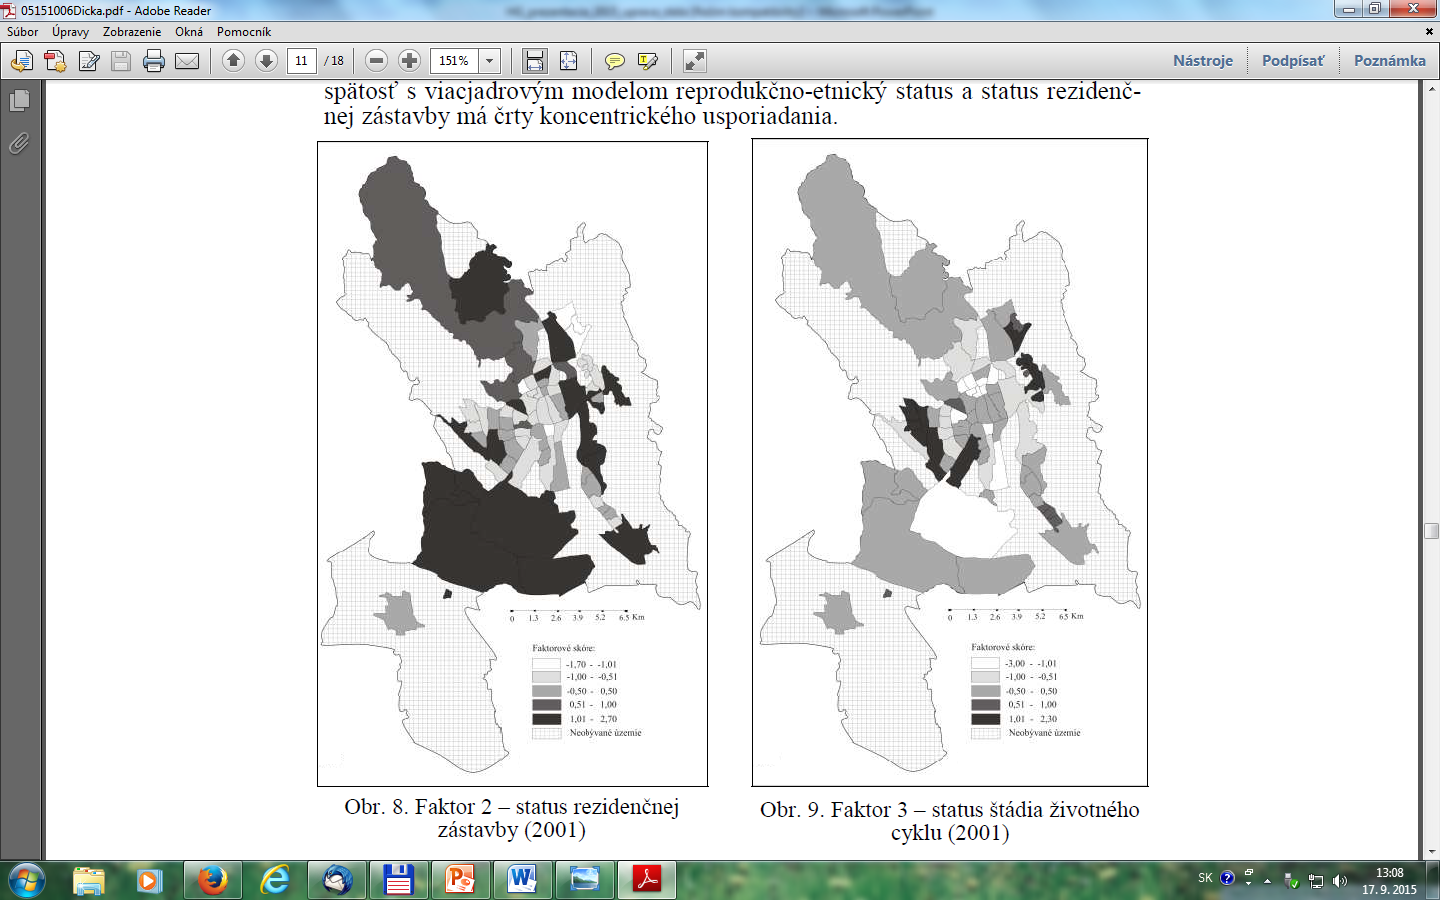 05151006Dicka.pdf - Adobe Reader
Súbor Úpravy Zobrazenie Okná Pomocník
11 / 18 151% Nástroje Podpísať Poznámka
spätosť s viacjadrovým modelom reprodukčno-etnický status a status rezidenč-
nej zástavby má črty koncentrického usporiadania.
0 1.3 2.6 3.9 5.2 6.5 Km
Faktorové skóre:
-1,70 - -1,01
-1,00 - -0,51
-0,50 - 0,50
0,51 - 1,00
1,01 - 2,70
Neobývané územie
Obr. 8. Faktor 2 – status rezidenčnej
zástavby (2001)
0 1.3 2.6 3.9 5.2 6.5 Km
Faktorové skóre:
-3,00 - -1,01
-1,00 - -0,51
-0,50 - 0,50
0,51 - 1,00
1,01 - 2,30
Neobývané územie
Obr. 9. Faktor 3 – status štádia životného
cyklu (2001)
SK 13:08
17. 9. 2015